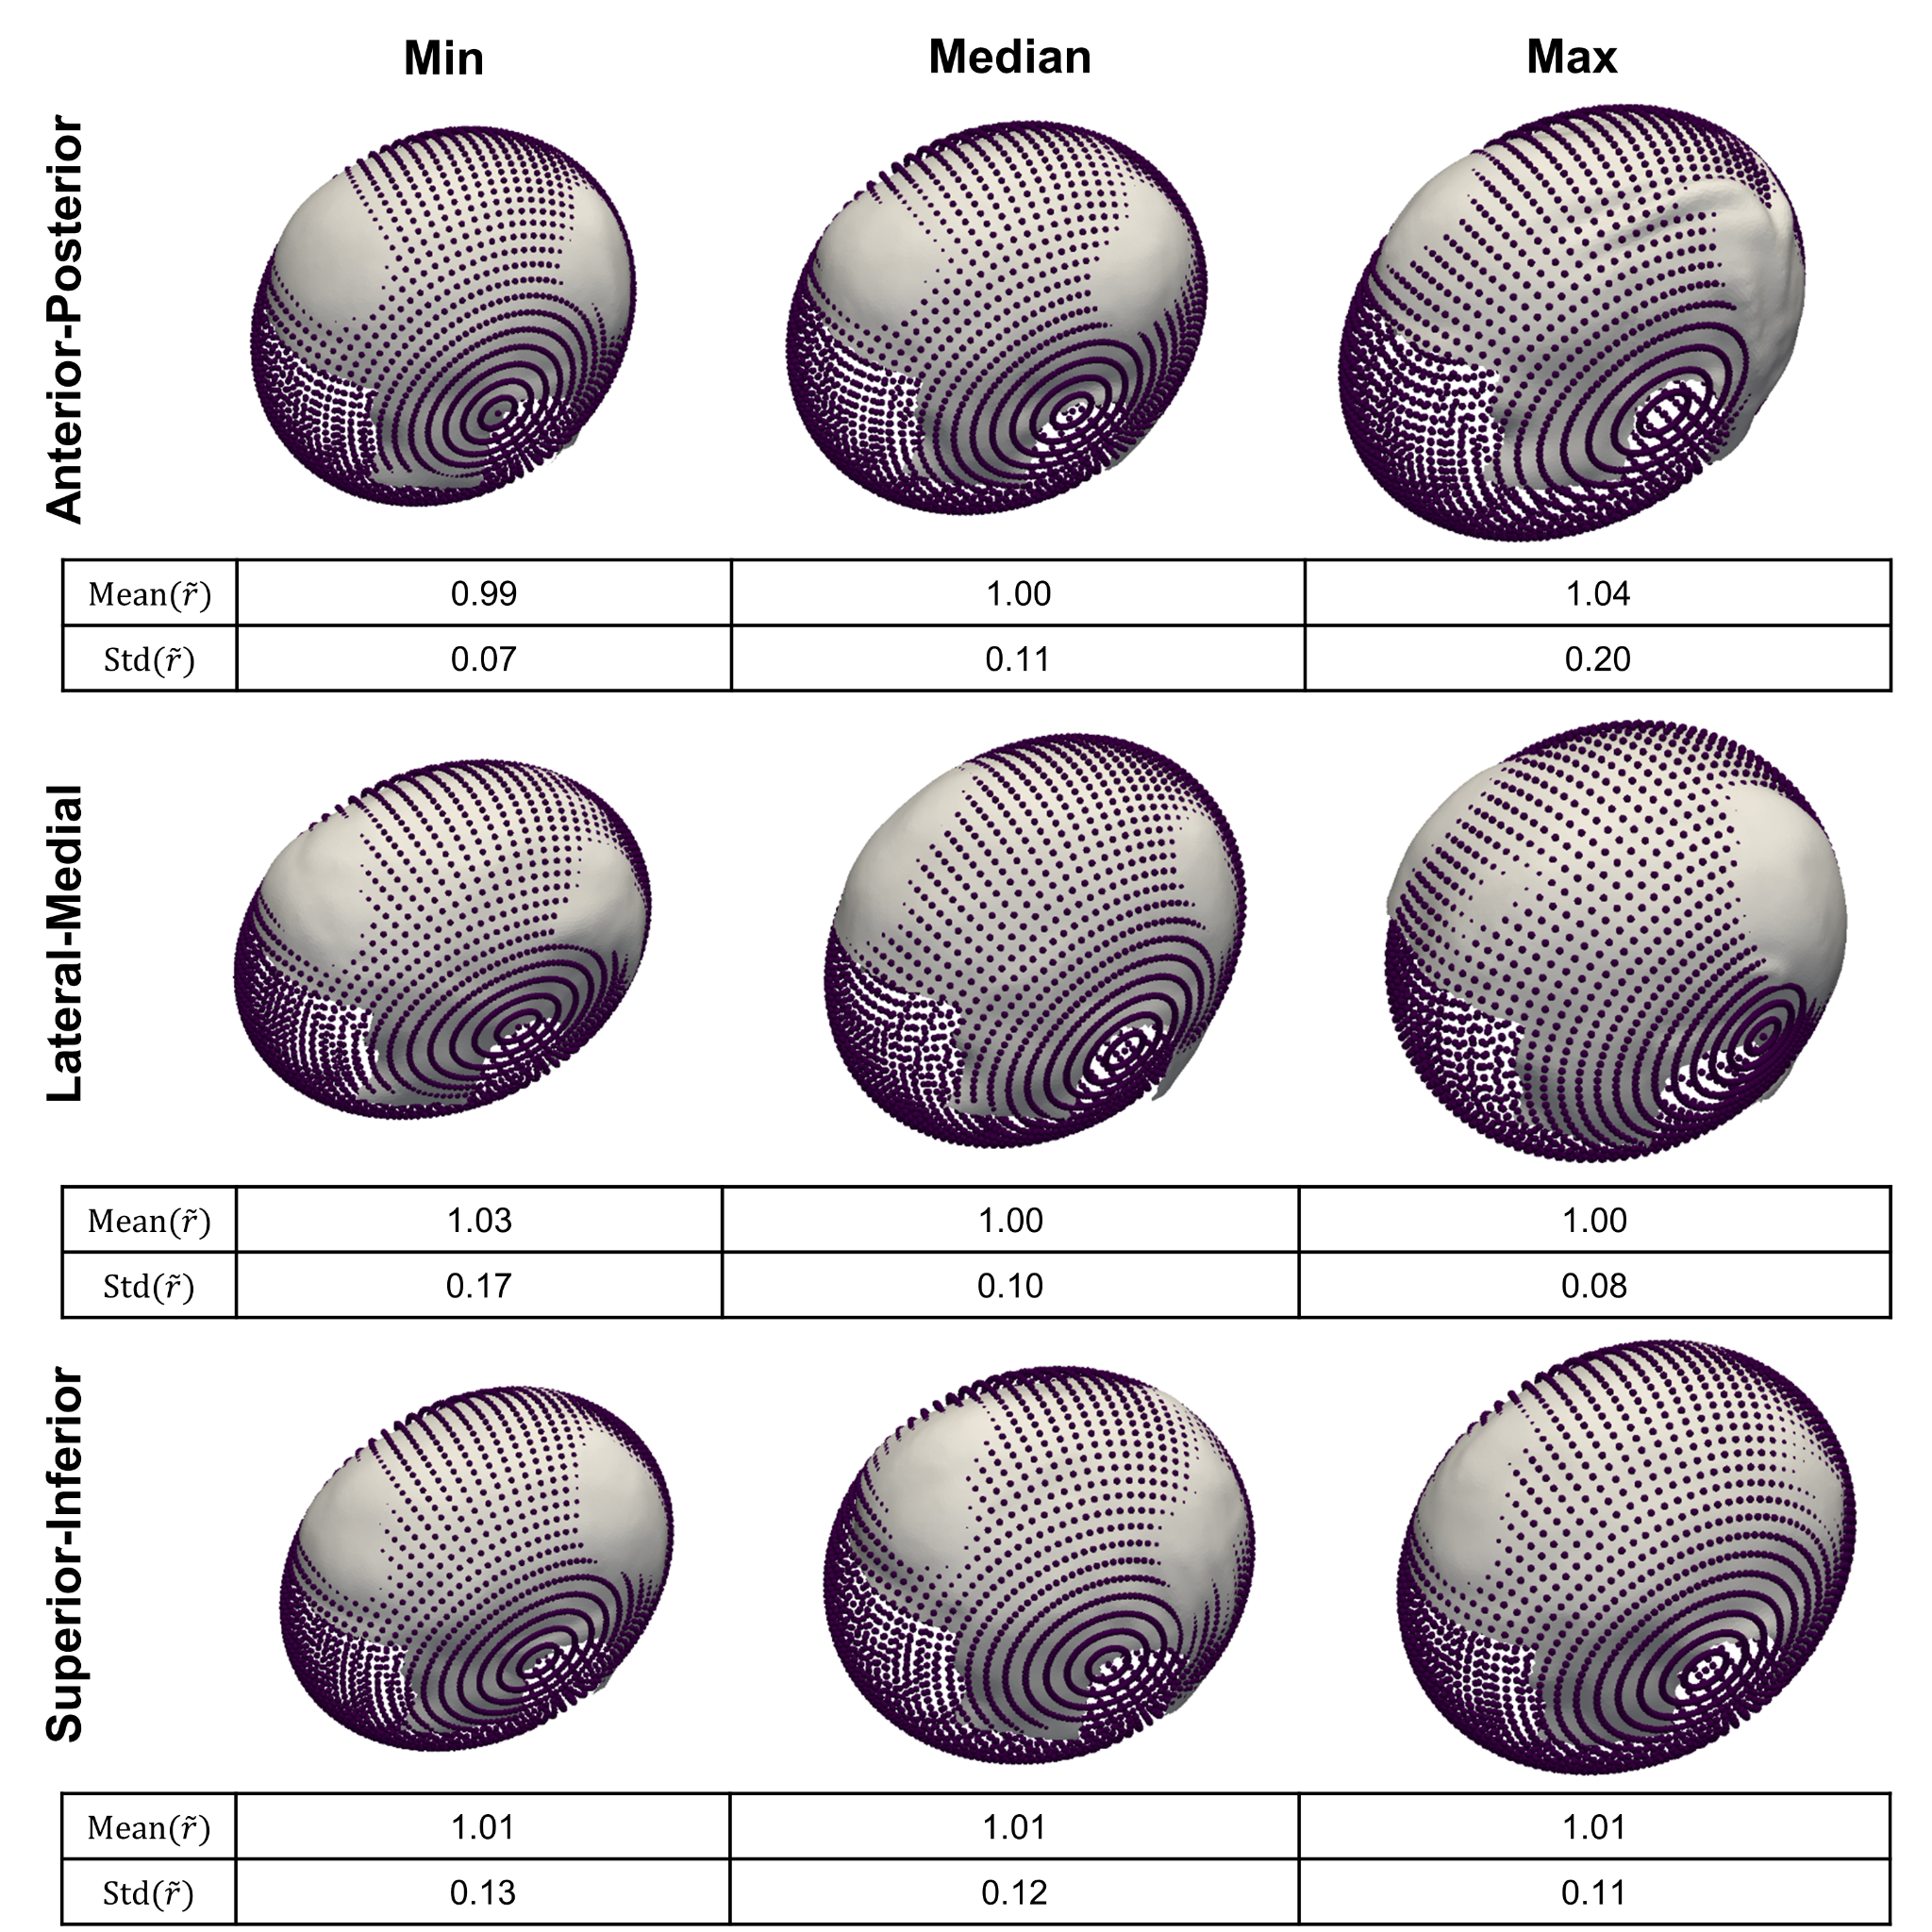 Min Median Max
Anterior-Posterior
Mean(r̃) 0.99 1.00 1.04
Std(r̃) 0.07 0.11 0.20
Lateral-Medial
Mean(r̃) 1.03 1.00 1.00
Std(r̃) 0.17 0.10 0.08
Superior-Inferior
Mean(r̃) 1.01 1.01 1.01
Std(r̃) 0.13 0.12 0.11